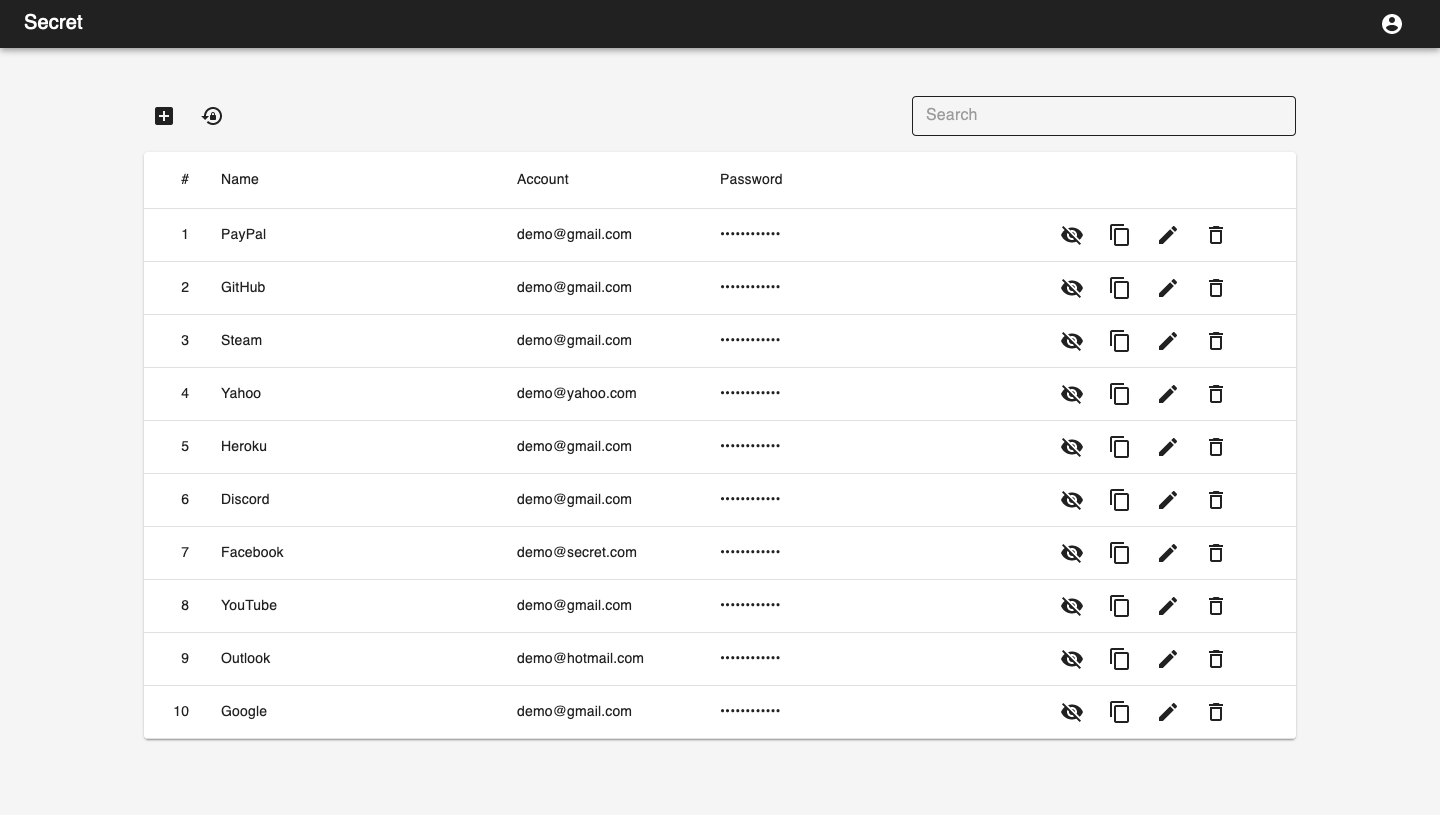 Secret
Search
# Name Account Password
1 PayPal demo@gmail.com ••••••••••••
2 GitHub demo@gmail.com ••••••••••••
3 Steam demo@gmail.com ••••••••••••
4 Yahoo demo@yahoo.com ••••••••••••
5 Heroku demo@gmail.com ••••••••••••
6 Discord demo@gmail.com ••••••••••••
7 Facebook demo@secret.com ••••••••••••
8 YouTube demo@gmail.com ••••••••••••
9 Outlook demo@hotmail.com ••••••••••••
10 Google demo@gmail.com ••••••••••••